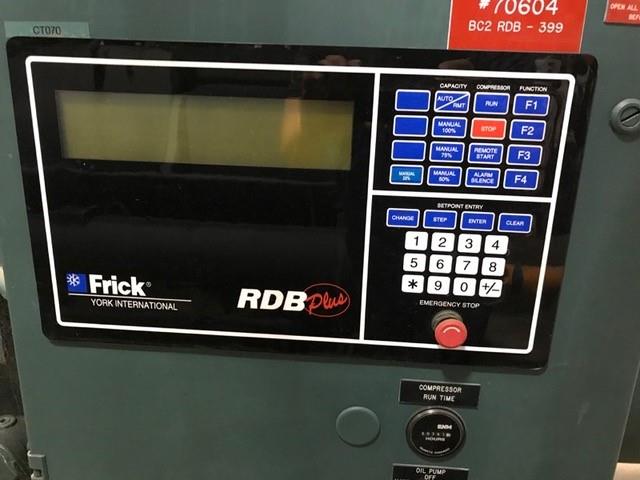 #70604
BC2 RDB - 399
OPEN ALL
BEF
CT070
CAPACITY COMPRESSOR FUNCTION
AUTO/RMT RUN F1
MANUAL 100% STOP F2
MANUAL 75% REMOTE START F3
MANUAL 25% MANUAL 50% ALARM SILENCE F4
SETPOINT ENTRY
CHANGE STEP ENTER CLEAR
1 2 3 4
5 6 7 8
* 9 0 +/-
Frick®
YORK INTERNATIONAL
RDB Plus
EMERGENCY STOP
COMPRESSOR
RUN TIME
ENM
HOURS
OIL PUMP
OFF